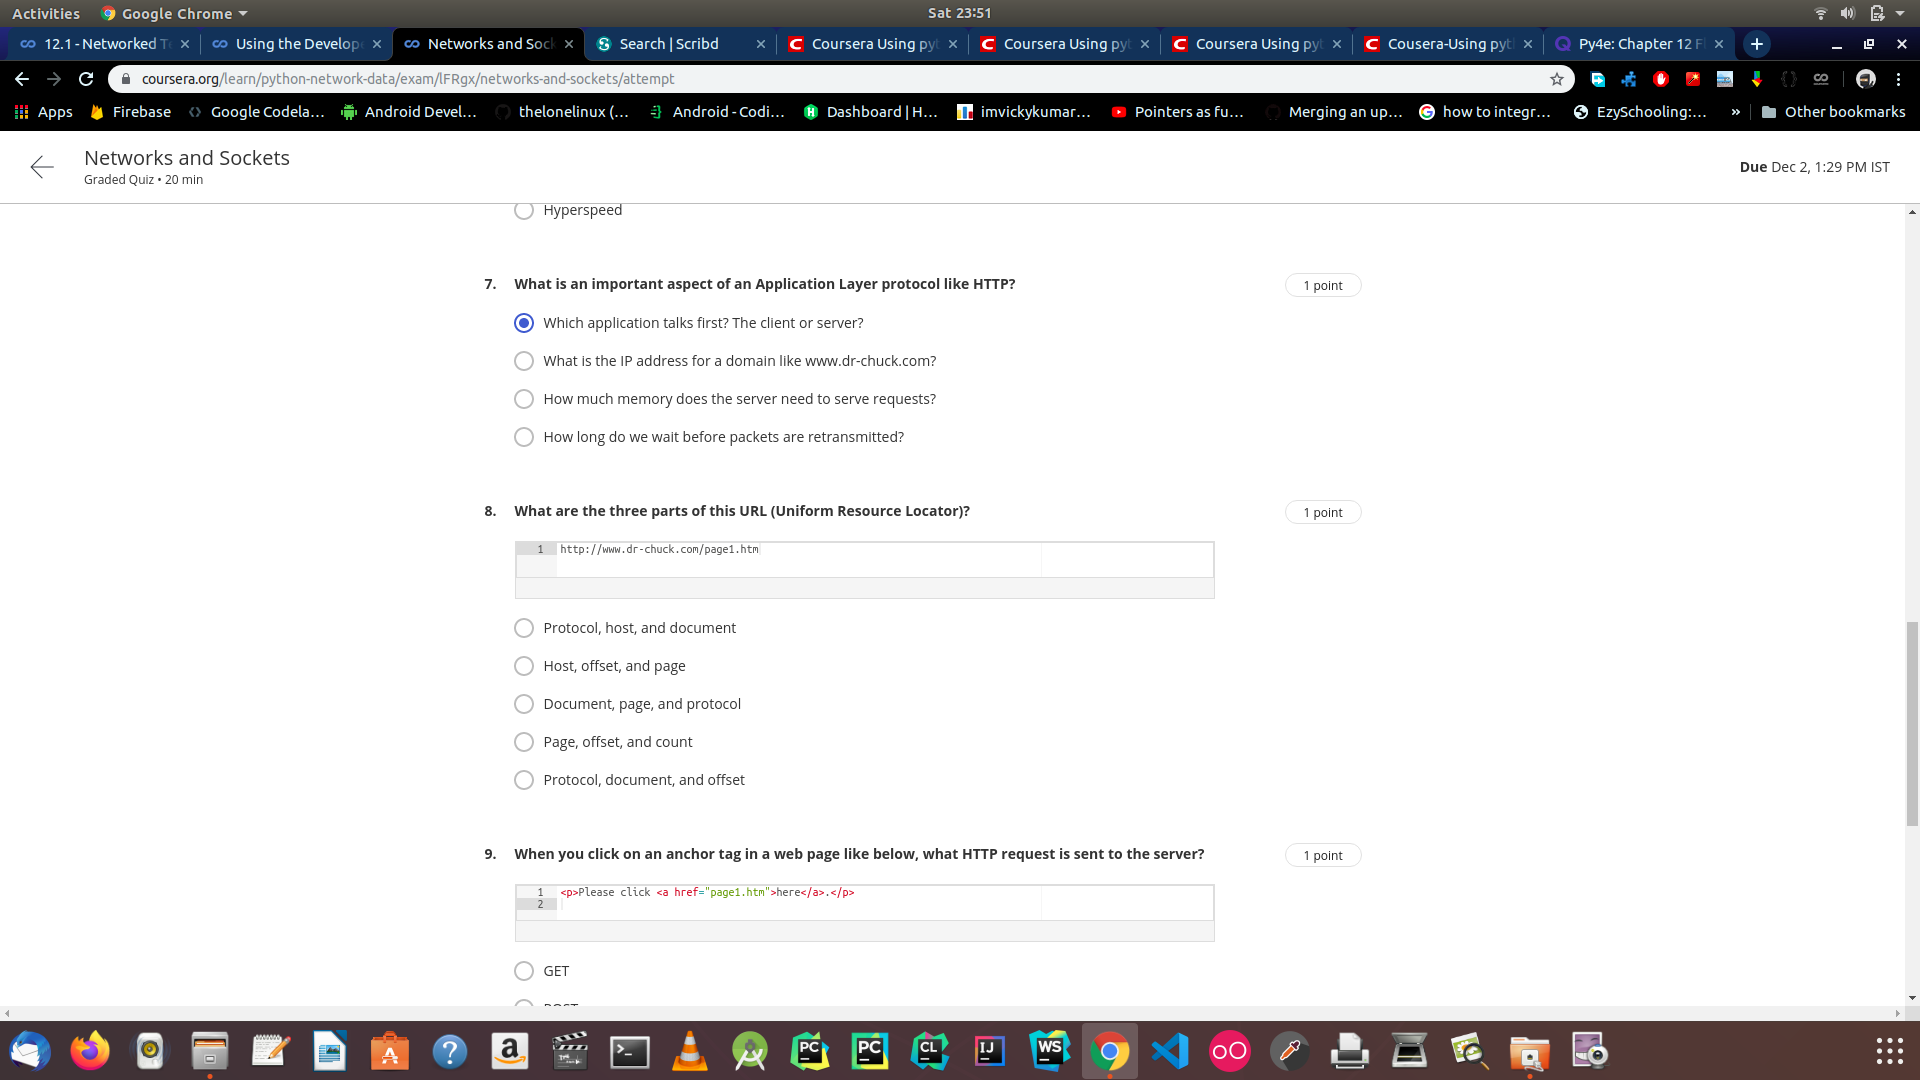 Activities Google Chrome Sat 23:51
12.1 - Networked Te Using the Develope Networks and Sock Search | Scribd Coursera Using pyt Coursera Using pyt Coursera Using pyt Cousera-Using pyth Py4e: Chapter 12 Fl
coursera.org/learn/python-network-data/exam/lFRgx/networks-and-sockets/attempt
Apps Firebase Google Codela... Android Devel... thelonelinux (... Android - Codi... Dashboard | H... imvickykumar... Pointers as fu... Merging an up... how to integr... EzySchooling:... » Other bookmarks
Networks and Sockets
Graded Quiz • 20 min
Due Dec 2, 1:29 PM IST
Hyperspeed
7. What is an important aspect of an Application Layer protocol like HTTP? 1 point
Which application talks first? The client or server?
What is the IP address for a domain like www.dr-chuck.com?
How much memory does the server need to serve requests?
How long do we wait before packets are retransmitted?
8. What are the three parts of this URL (Uniform Resource Locator)? 1 point
1 http://www.dr-chuck.com/page1.htm
Protocol, host, and document
Host, offset, and page
Document, page, and protocol
Page, offset, and count
Protocol, document, and offset
9. When you click on an anchor tag in a web page like below, what HTTP request is sent to the server? 1 point
1 <p>Please click <a href="page1.htm">here</a>.</p>
2
GET
POST